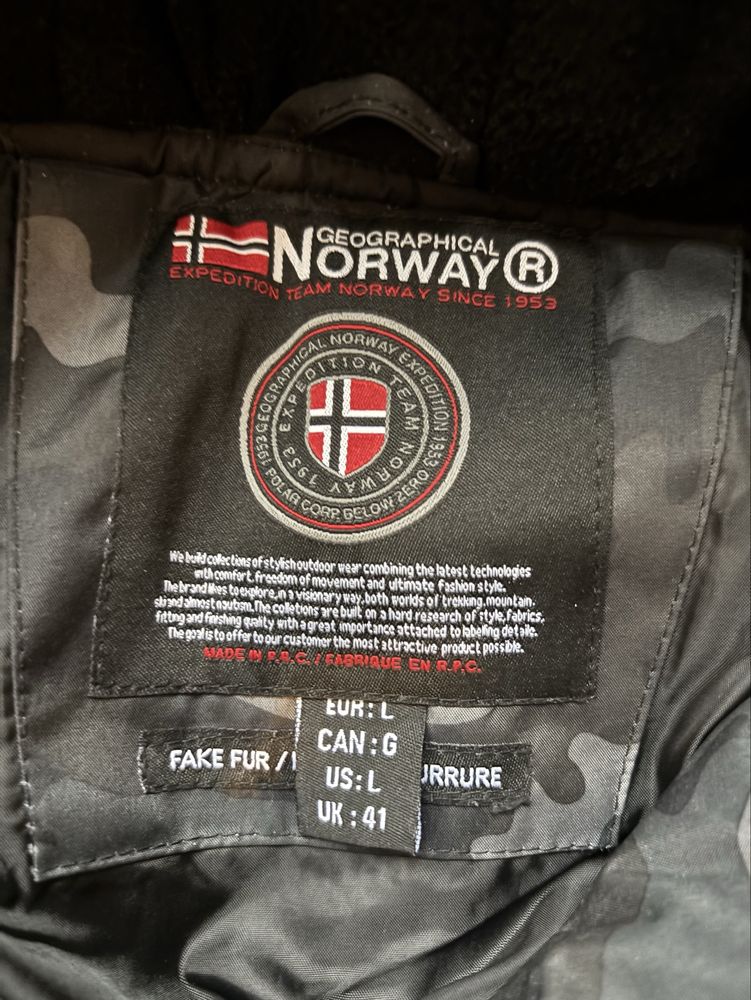 GEOGRAPHICAL
NORWAY®
EXPEDITION TEAM NORWAY SINCE 1953
1953 GEOGRAPHICAL NORWAY EXPEDITION 1953
POLAR CORP. BELOW ZERO
EXPEDITION TEAM NORWAY 1953
We build collections of stylish outdoor wear combining the latest technologies
with comfort, freedom of movement and ultimate fashion style.
The brand likes to explore, in a visionary way, both worlds of trekking, mountain,
ski and almost nautism. The colletions are built on a hard research of style, fabrics,
fitting and finishing quality with a great importance attached to labeling details.
The goal is to offer to our customer the most attractive product possible.
MADE IN P.R.C. / FABRIQUE EN R.P.C.
EUR: L
CAN: G
US: L
UK: 41
FAKE FUR / URRURE